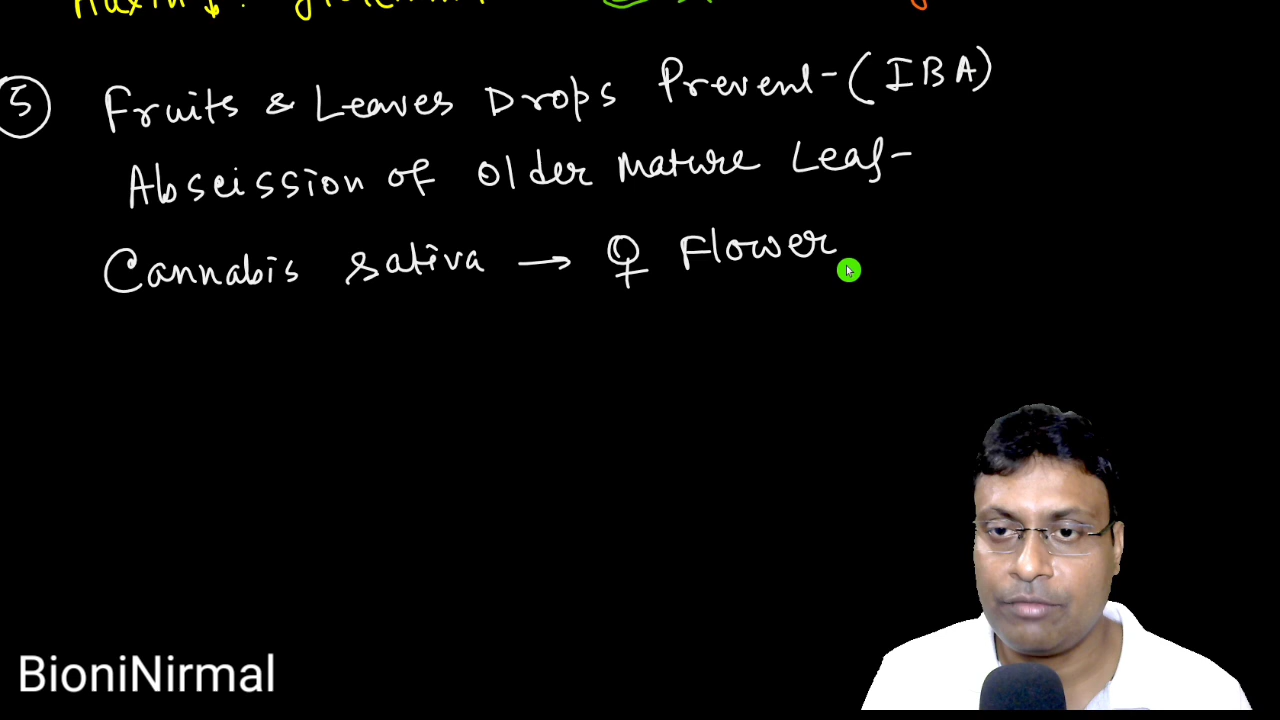 5 Fruits & Leaves Drops Prevent-(IBA)
Abscission of older mature Leaf-
Cannabis sativa → ♀ Flower
BioniNirmal